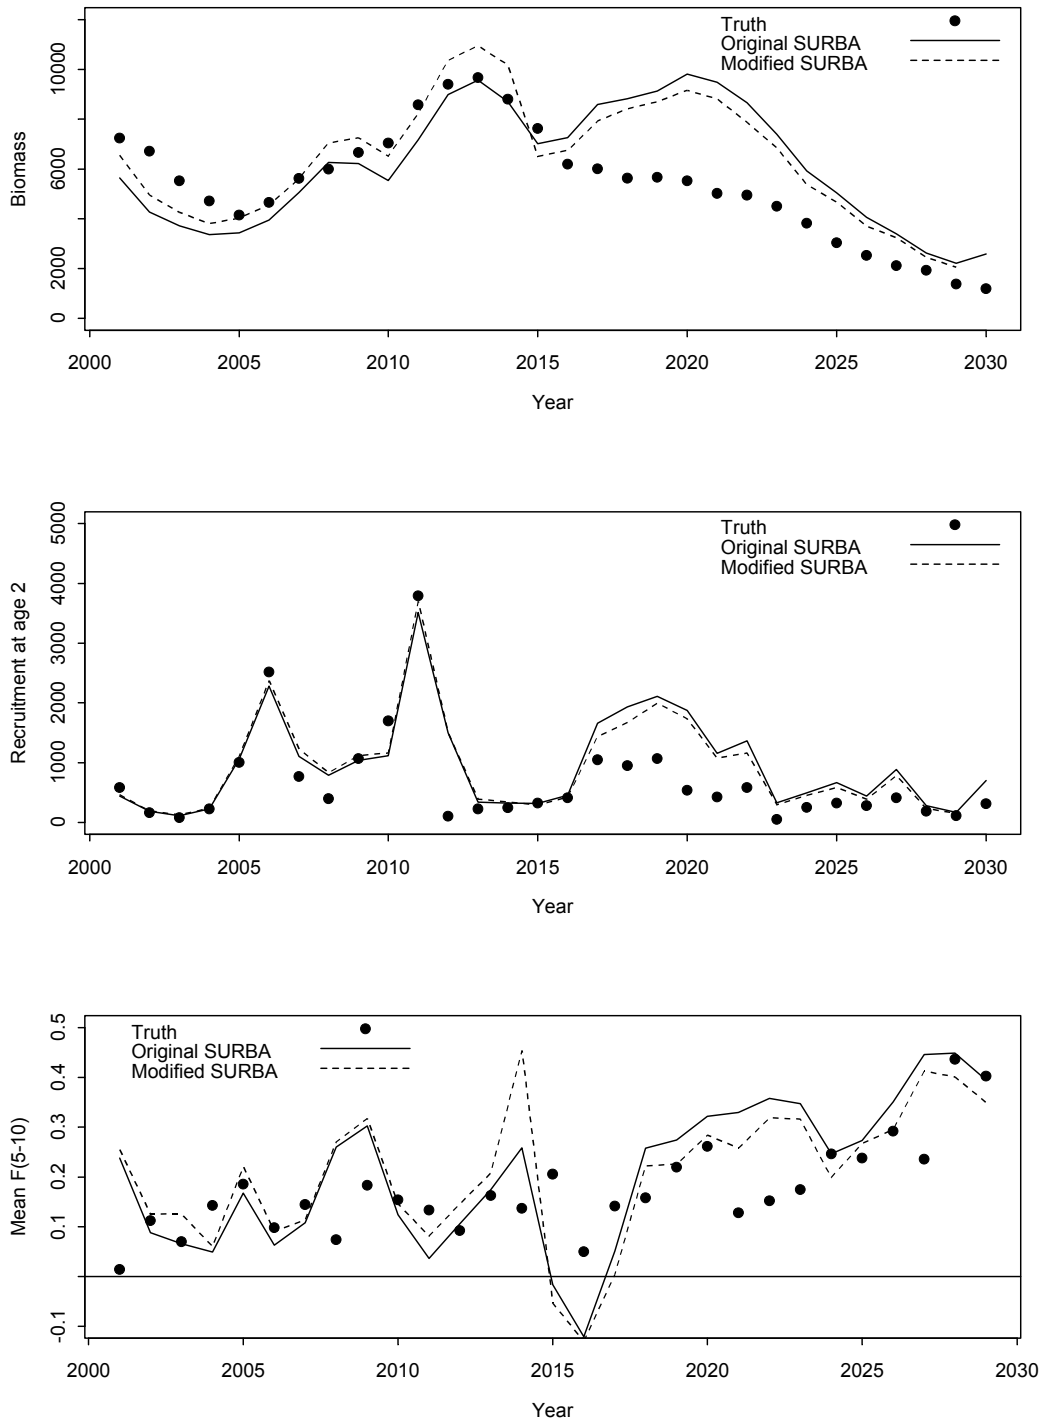 Truth
Original SURBA
Modified SURBA
Biomass
10000
6000
2000
0
2000 2005 2010 2015 2020 2025 2030
Year
Truth
Original SURBA
Modified SURBA
Recruitment at age 2
5000
4000
3000
2000
1000
0
2000 2005 2010 2015 2020 2025 2030
Year
Truth
Original SURBA
Modified SURBA
Mean F(5-10)
0.5
0.4
0.3
0.2
0.1
-0.1
2000 2005 2010 2015 2020 2025 2030
Year